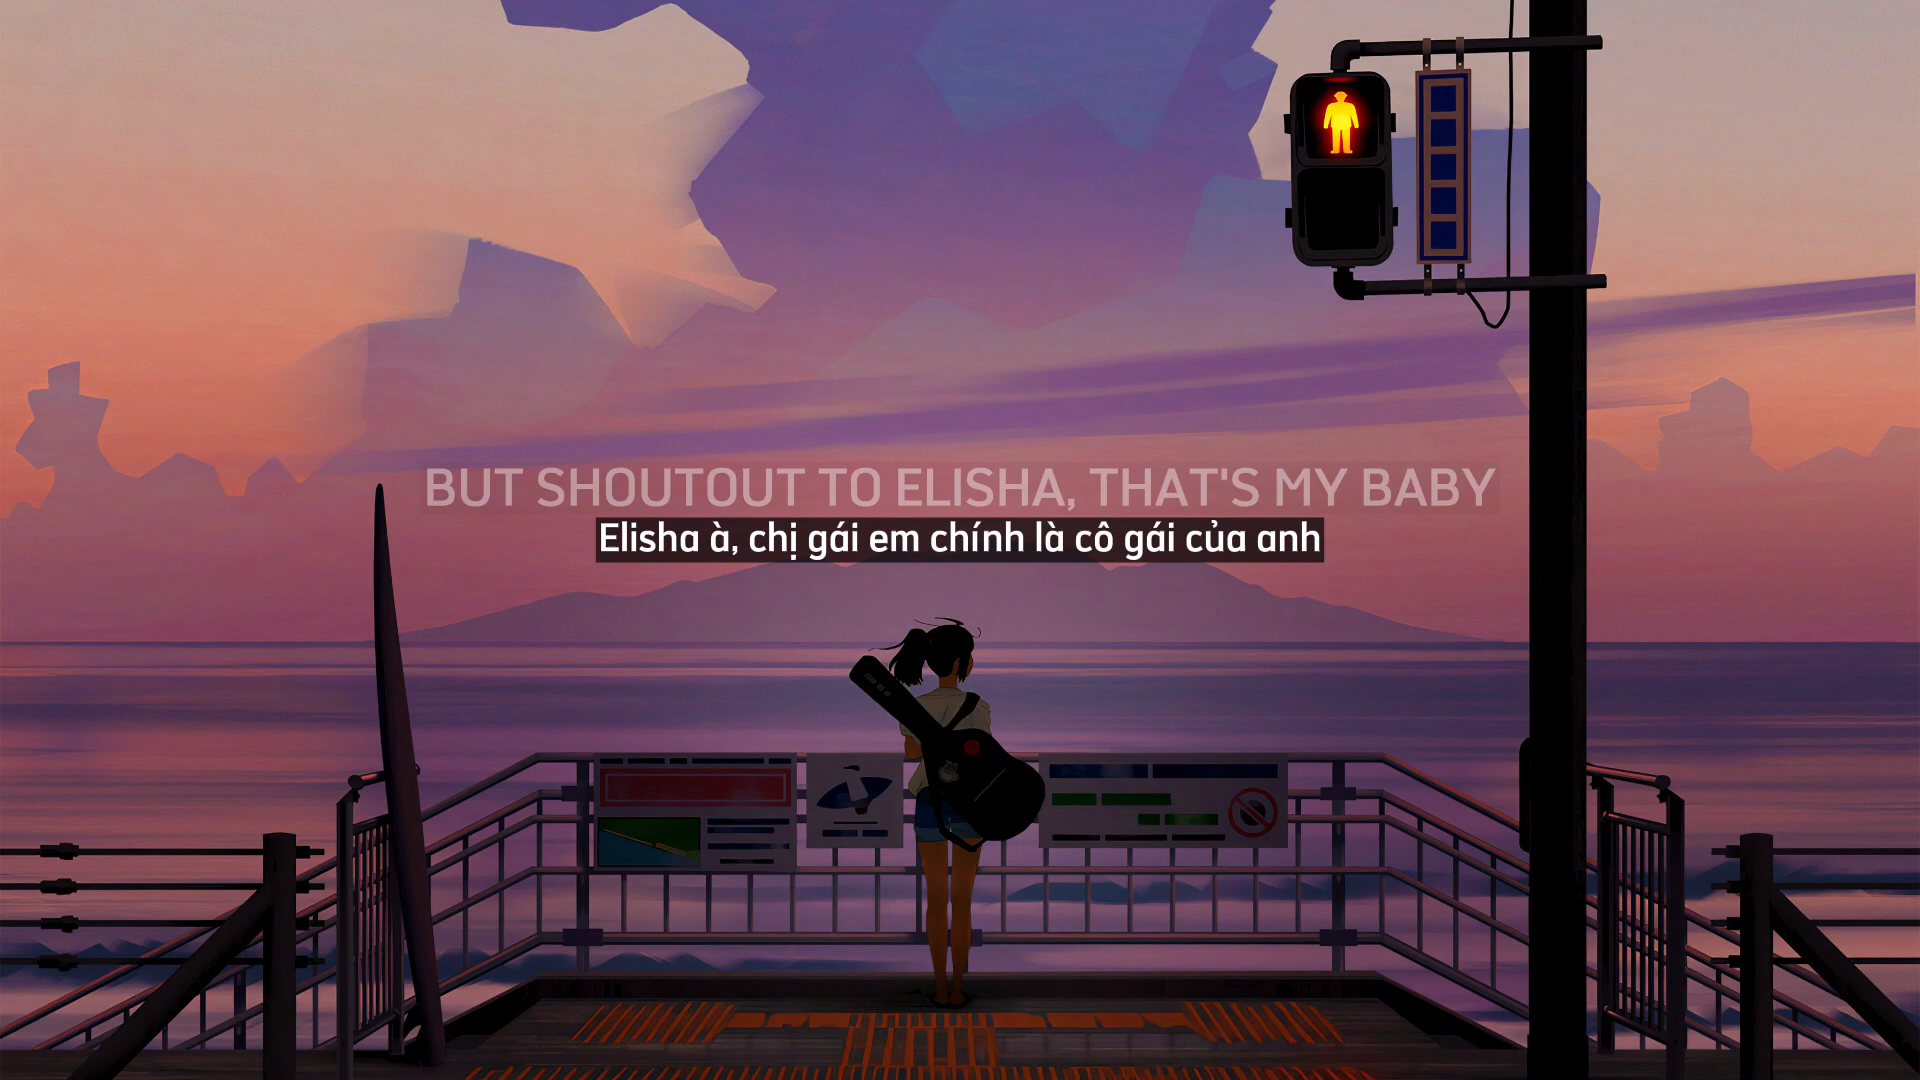 BUT SHOUTOUT TO ELISHA, THAT'S MY BABY
Elisha à, chị gái em chính là cô gái của anh